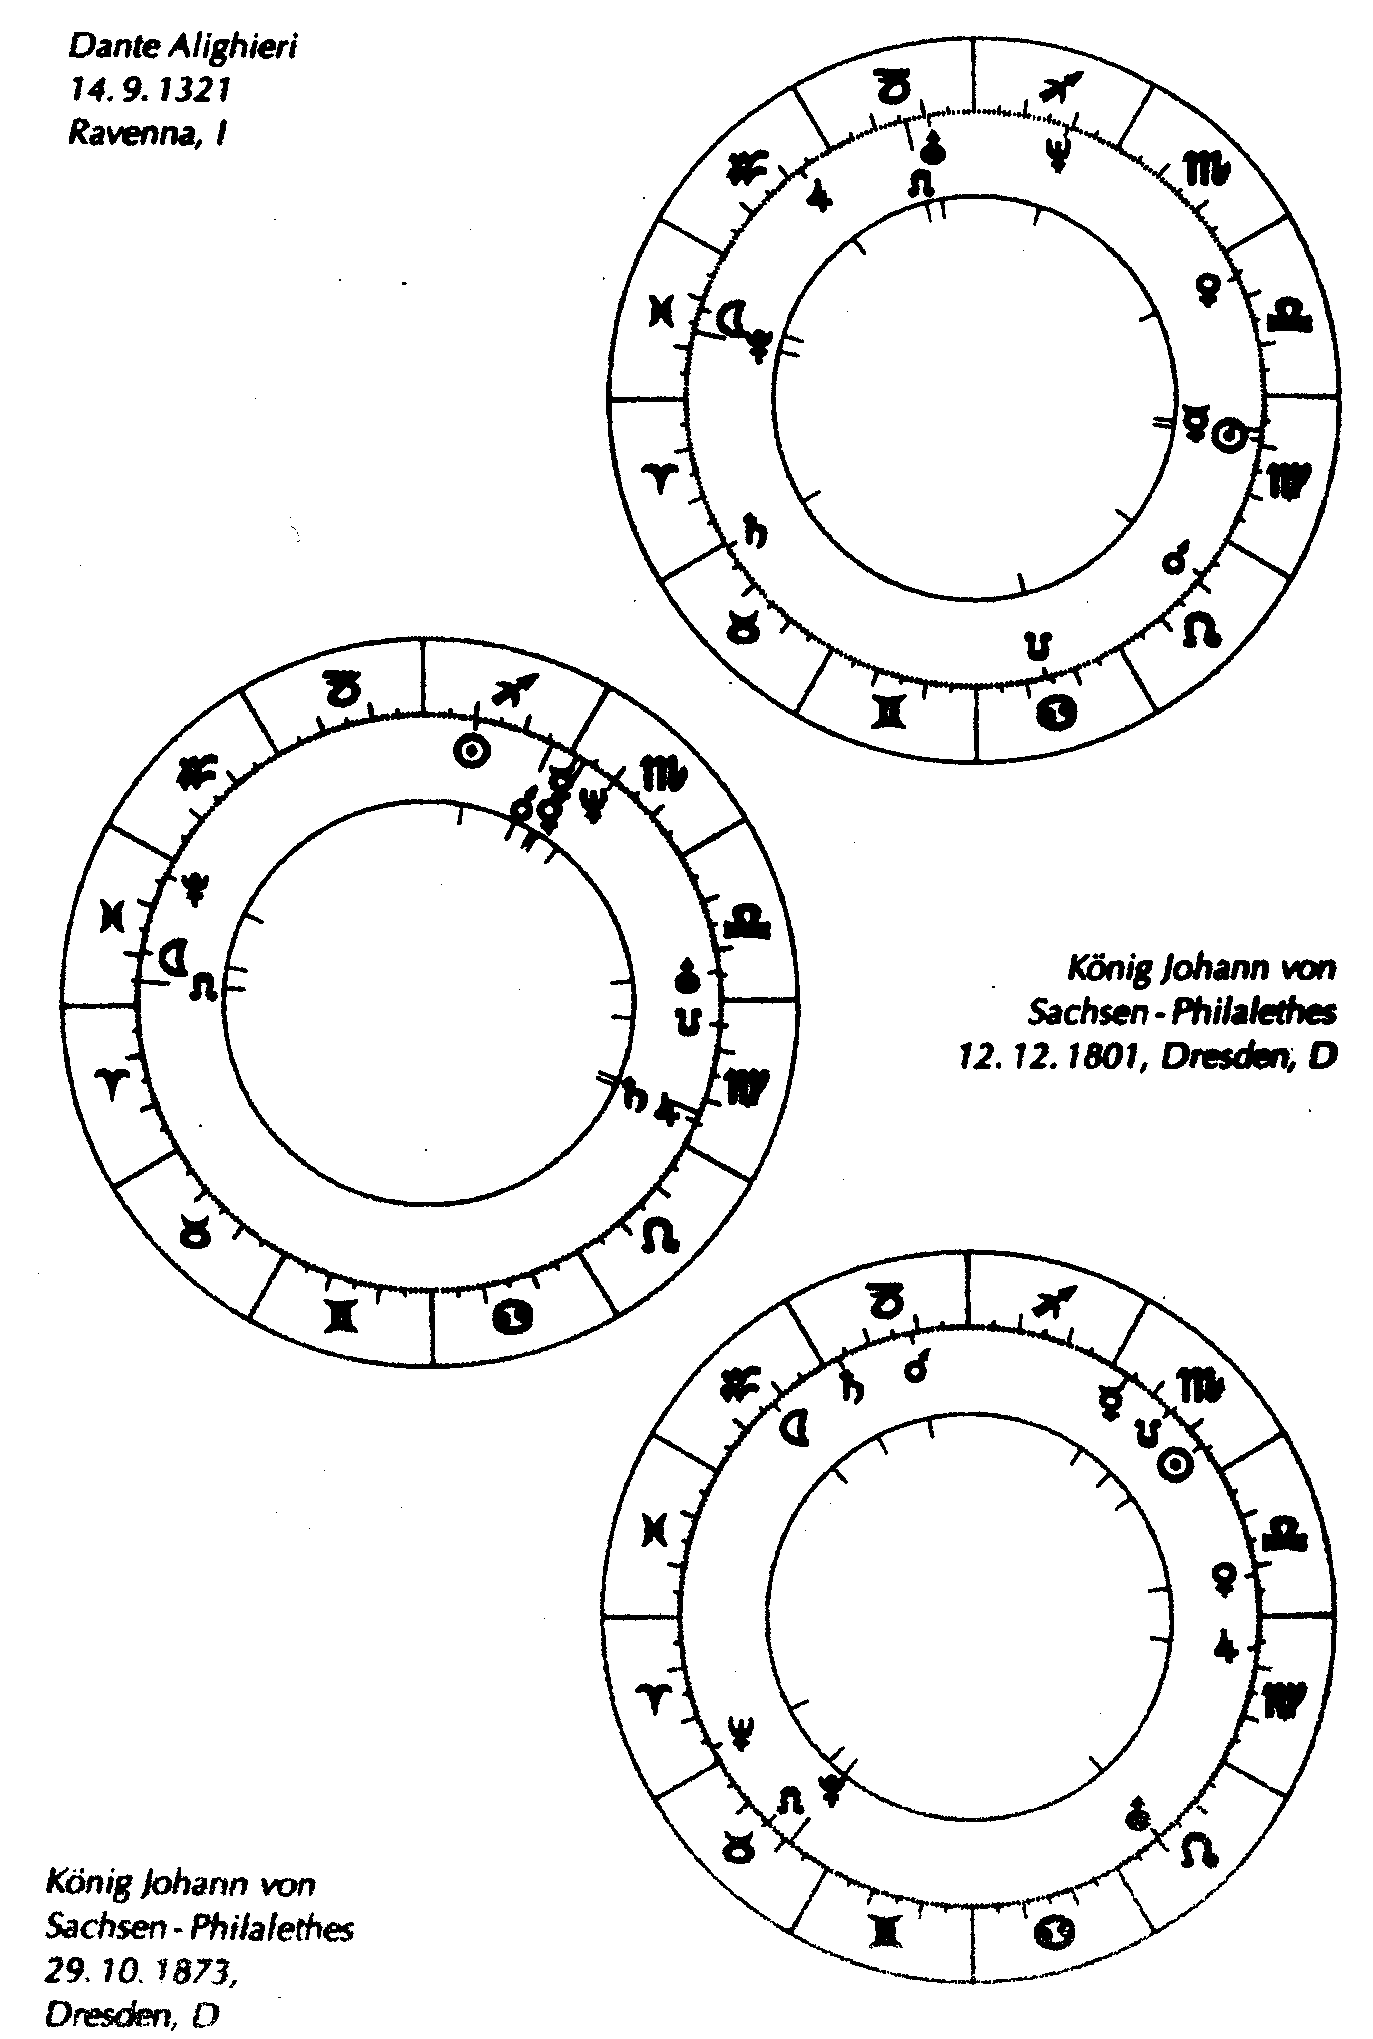 Dante Alighieri
14. 9. 1321
Ravenna, I
König Johann von
Sachsen - Philalethes
12. 12. 1801, Dresden, D
König Johann von
Sachsen - Philalethes
29. 10. 1873,
Dresden, D